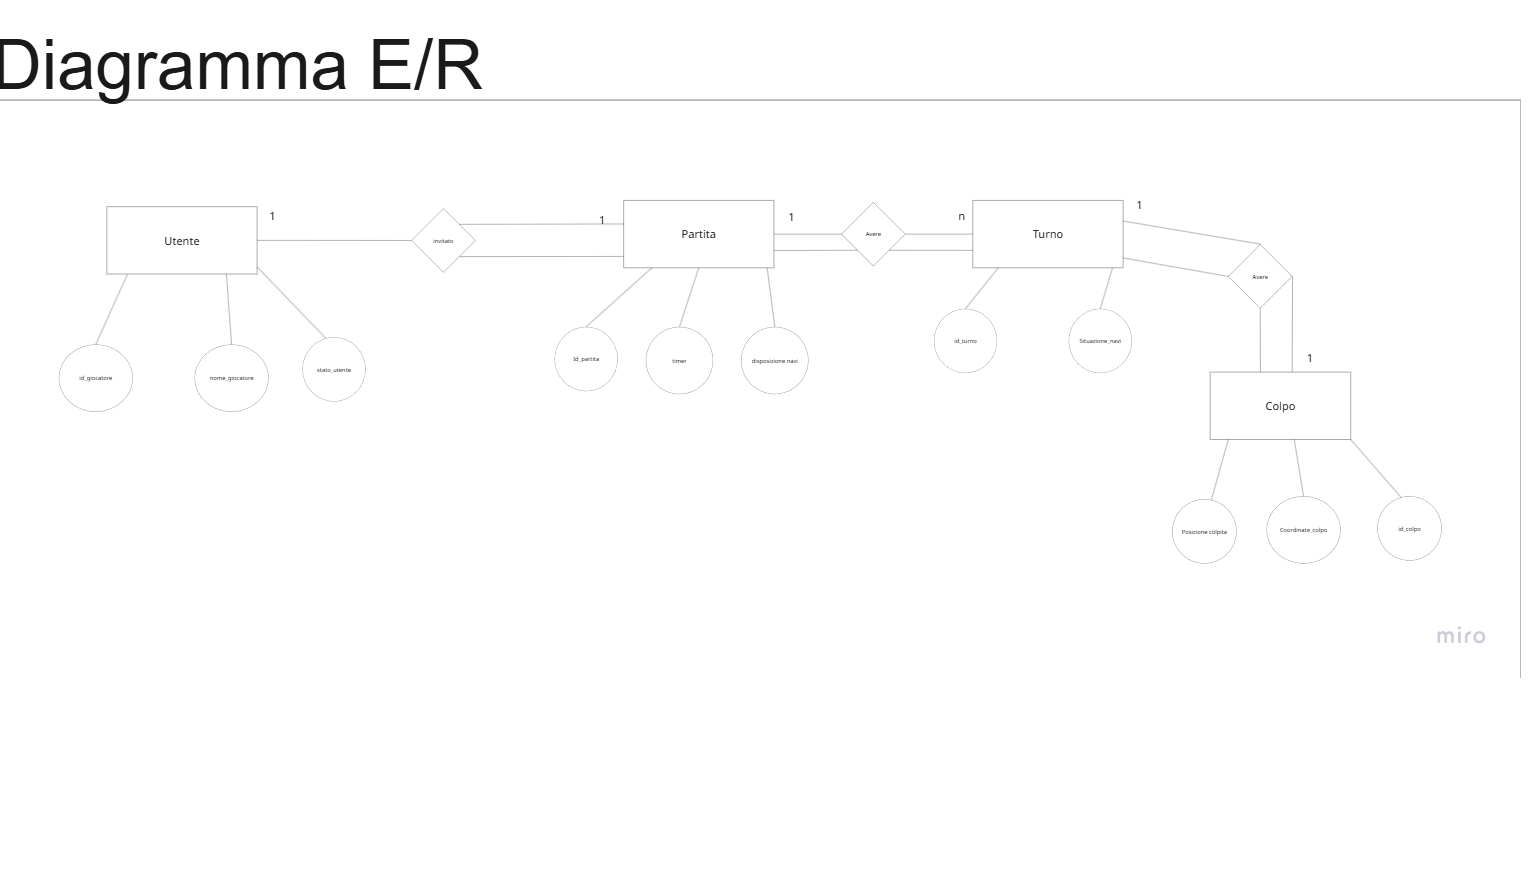 Diagramma E/R
Utente
1
invitato
1
Partita
1
Avere
n
Turno
1
Avere
1
Colpo
id_giocatore
nome_giocatore
stato_utente
Id_partita
timer
disposizione navi
id_turno
Situazione_navi
Posizione colpita
Coordinate_colpo
id_colpo
miro